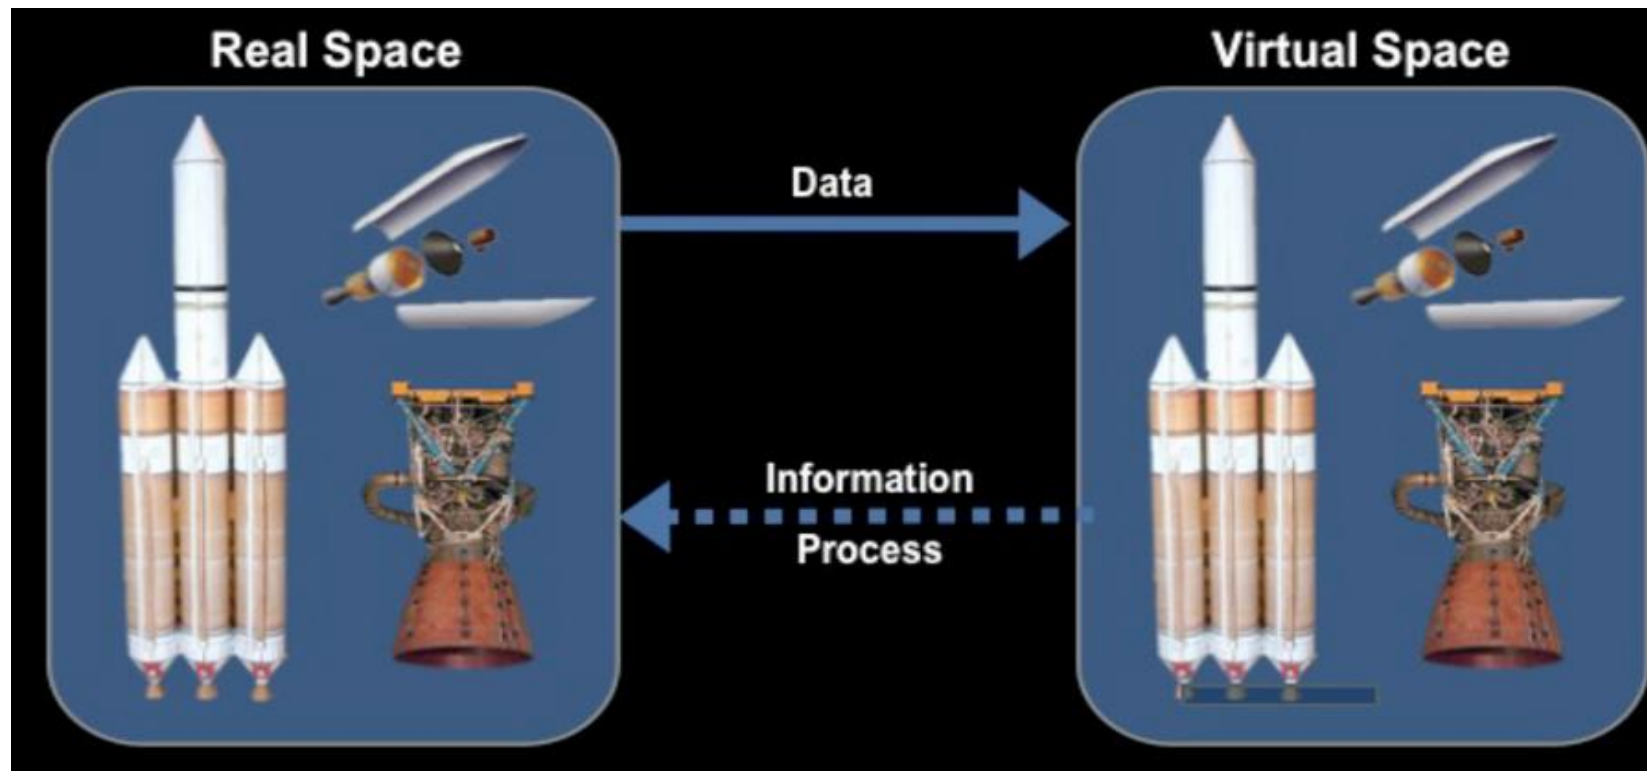 Real Space
Virtual Space
Data
Information
Process